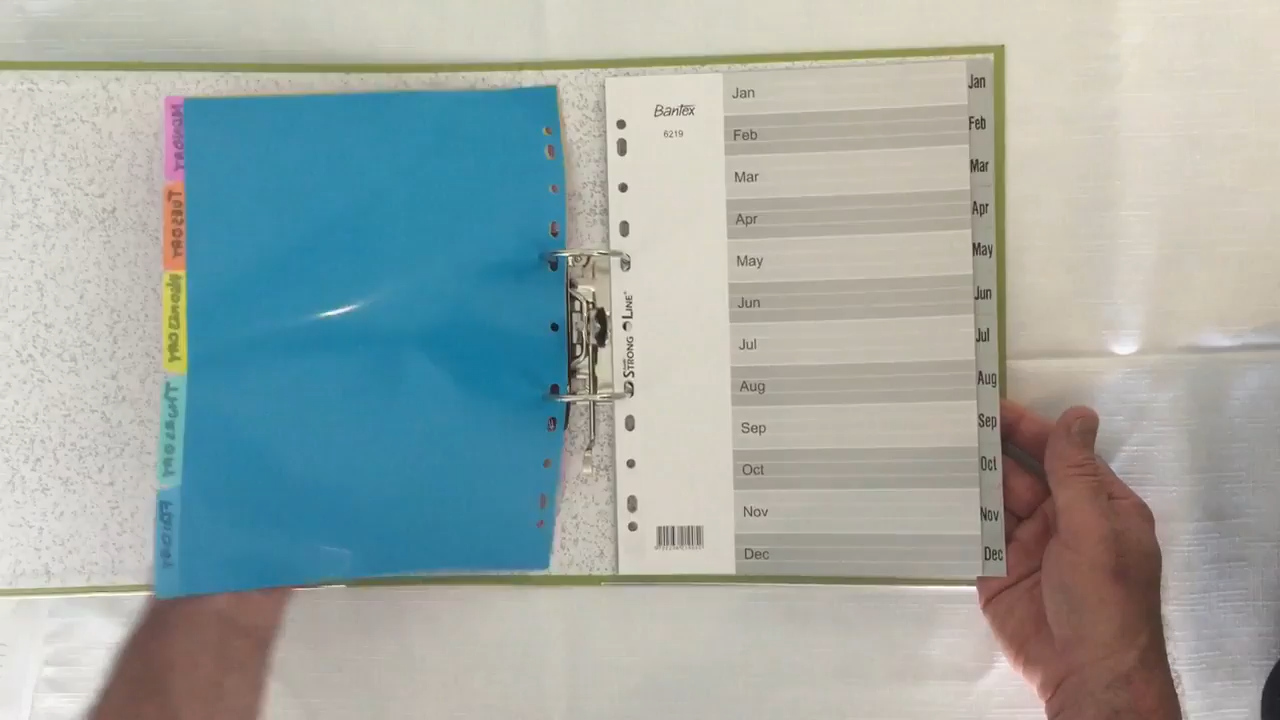 MONDAY
TUESDAY
WEDNESDAY
THURSDAY
FRIDAY
Bantex
6219
STRONG LINE
Jan
Feb
Mar
Apr
May
Jun
Jul
Aug
Sep
Oct
Nov
Dec
Jan
Feb
Mar
Apr
May
Jun
Jul
Aug
Sep
Oct
Nov
Dec